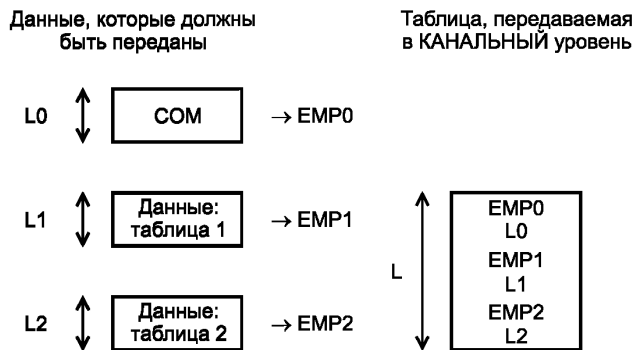 Данные, которые должны
быть переданы
Таблица, передаваемая
в КАНАЛЬНЫЙ уровень
L0
COM
→ EMP0
L1
Данные:
таблица 1
→ EMP1
L2
Данные:
таблица 2
→ EMP2
L
EMP0
L0
EMP1
L1
EMP2
L2